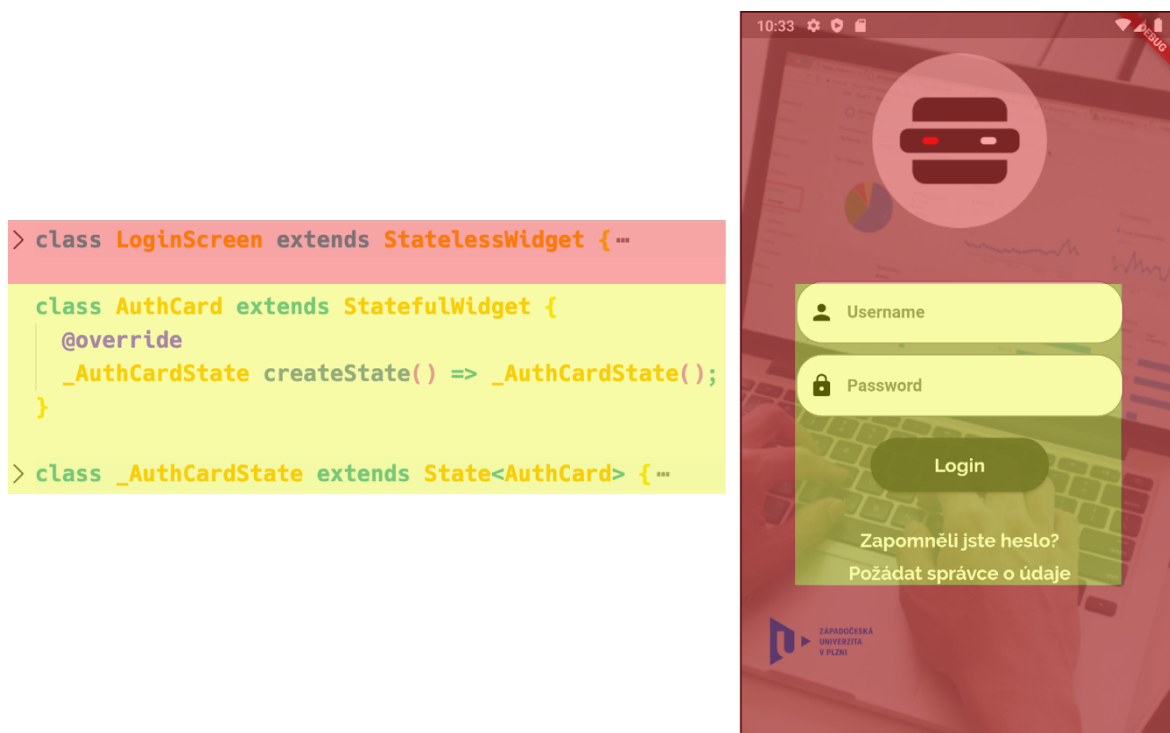 class LoginScreen extends StatelessWidget {
class AuthCard extends StatefulWidget {
@override
_AuthCardState createState() => _AuthCardState();
}
class _AuthCardState extends State<AuthCard> {
10:33
DEBUG
Username
Password
Login
Zapomněli jste heslo?
Požádat správce o údaje
ZÁPADOČESKÁ
UNIVERZITA
V PLZNI